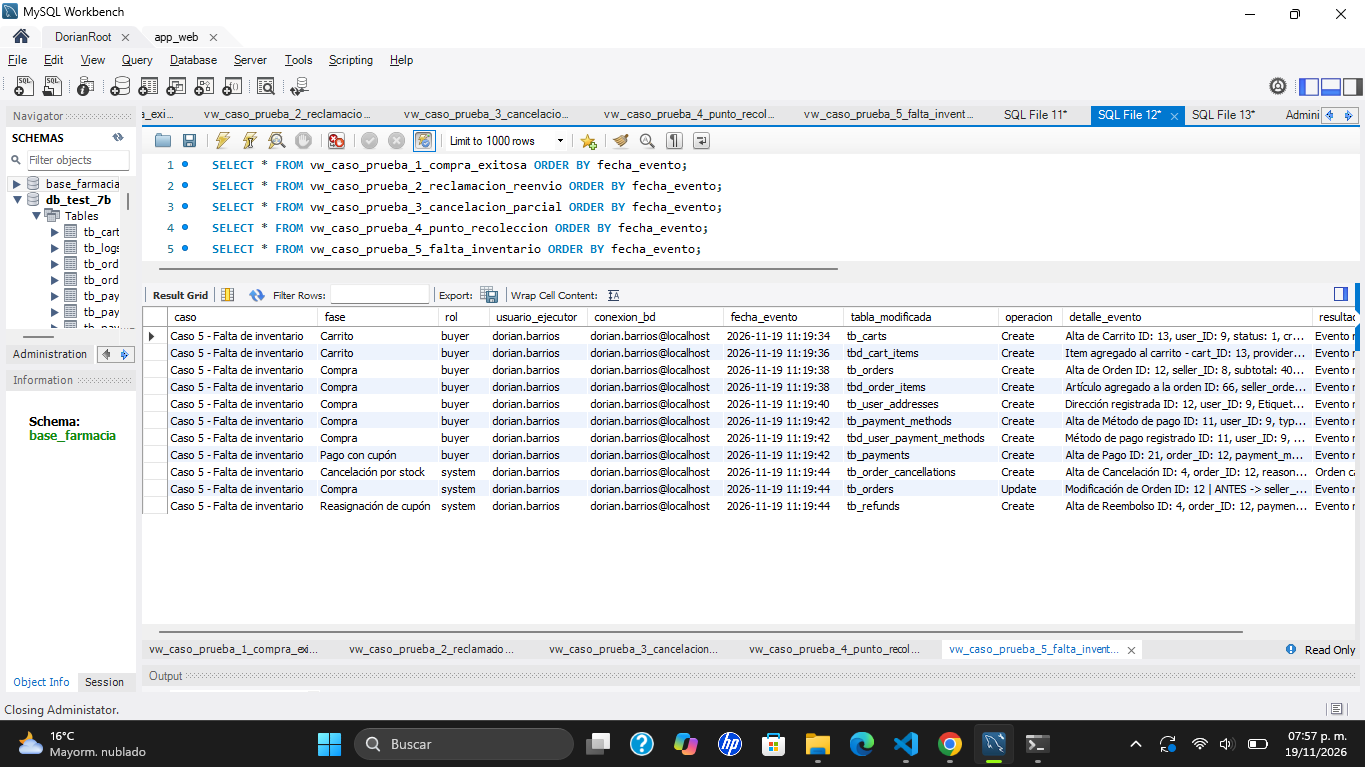 MySQL Workbench
DorianRoot
app_web
File Edit View Query Database Server Tools Scripting Help
Navigator
SCHEMAS
Filter objects
base_farmacia
db_test_7b
Tables
tb_cart
tb_logs
tb_ord
tb_ord
tb_pay
tb_pay
Administration
Information
Schema:
base_farmacia
Object Info Session
a_exi... vw_caso_prueba_2_reclamacio... vw_caso_prueba_3_cancelacio... vw_caso_prueba_4_punto_recol... vw_caso_prueba_5_falta_invent... SQL File 11* SQL File 12* SQL File 13* Admini
Limit to 1000 rows
1 SELECT * FROM vw_caso_prueba_1_compra_exitosa ORDER BY fecha_evento;
2 SELECT * FROM vw_caso_prueba_2_reclamacion_reenvio ORDER BY fecha_evento;
3 SELECT * FROM vw_caso_prueba_3_cancelacion_parcial ORDER BY fecha_evento;
4 SELECT * FROM vw_caso_prueba_4_punto_recoleccion ORDER BY fecha_evento;
5 SELECT * FROM vw_caso_prueba_5_falta_inventario ORDER BY fecha_evento;
Result Grid Filter Rows: Export: Wrap Cell Content:
caso fase rol usuario_ejecutor conexion_bd fecha_evento tabla_modificada operacion detalle_evento resultad
Caso 5 - Falta de inventario Carrito buyer dorian.barrios dorian.barrios@localhost 2026-11-19 11:19:34 tb_carts Create Alta de Carrito ID: 13, user_ID: 9, status: 1, cr... Evento r
Caso 5 - Falta de inventario Carrito buyer dorian.barrios dorian.barrios@localhost 2026-11-19 11:19:36 tbd_cart_items Create Item agregado al carrito - cart_ID: 13, provider... Evento r
Caso 5 - Falta de inventario Compra buyer dorian.barrios dorian.barrios@localhost 2026-11-19 11:19:38 tb_orders Create Alta de Orden ID: 12, seller_ID: 8, subtotal: 40... Evento r
Caso 5 - Falta de inventario Compra buyer dorian.barrios dorian.barrios@localhost 2026-11-19 11:19:38 tbd_order_items Create Artículo agregado a la orden ID: 66, seller_orde... Evento r
Caso 5 - Falta de inventario Compra buyer dorian.barrios dorian.barrios@localhost 2026-11-19 11:19:40 tb_user_addresses Create Dirección registrada ID: 12, user_ID: 9, Etiquet... Evento r
Caso 5 - Falta de inventario Compra buyer dorian.barrios dorian.barrios@localhost 2026-11-19 11:19:42 tb_payment_methods Create Alta de Método de pago ID: 11, user_ID: 9, typ... Evento r
Caso 5 - Falta de inventario Compra buyer dorian.barrios dorian.barrios@localhost 2026-11-19 11:19:42 tbd_user_payment_methods Create Método de pago registrado ID: 11, user_ID: 9, ... Evento r
Caso 5 - Falta de inventario Pago con cupón buyer dorian.barrios dorian.barrios@localhost 2026-11-19 11:19:42 tb_payments Create Alta de Pago ID: 21, order_ID: 12, payment_m... Evento r
Caso 5 - Falta de inventario Cancelación por stock system dorian.barrios dorian.barrios@localhost 2026-11-19 11:19:44 tb_order_cancellations Create Alta de Cancelación ID: 4, order_ID: 12, reason... Orden ca
Caso 5 - Falta de inventario Compra system dorian.barrios dorian.barrios@localhost 2026-11-19 11:19:44 tb_orders Update Modificación de Orden ID: 12 | ANTES -> seller_... Evento r
Caso 5 - Falta de inventario Reasignación de cupón system dorian.barrios dorian.barrios@localhost 2026-11-19 11:19:44 tb_refunds Create Alta de Reembolso ID: 4, order_ID: 12, paymen... Evento r
vw_caso_prueba_1_compra_exi... vw_caso_prueba_2_reclamacio... vw_caso_prueba_3_cancelacion... vw_caso_prueba_4_punto_recol... vw_caso_prueba_5_falta_invent... Read Only
Output
Closing Administator.
16°C
Mayorm. nublado
Buscar
07:57 p. m.
19/11/2026